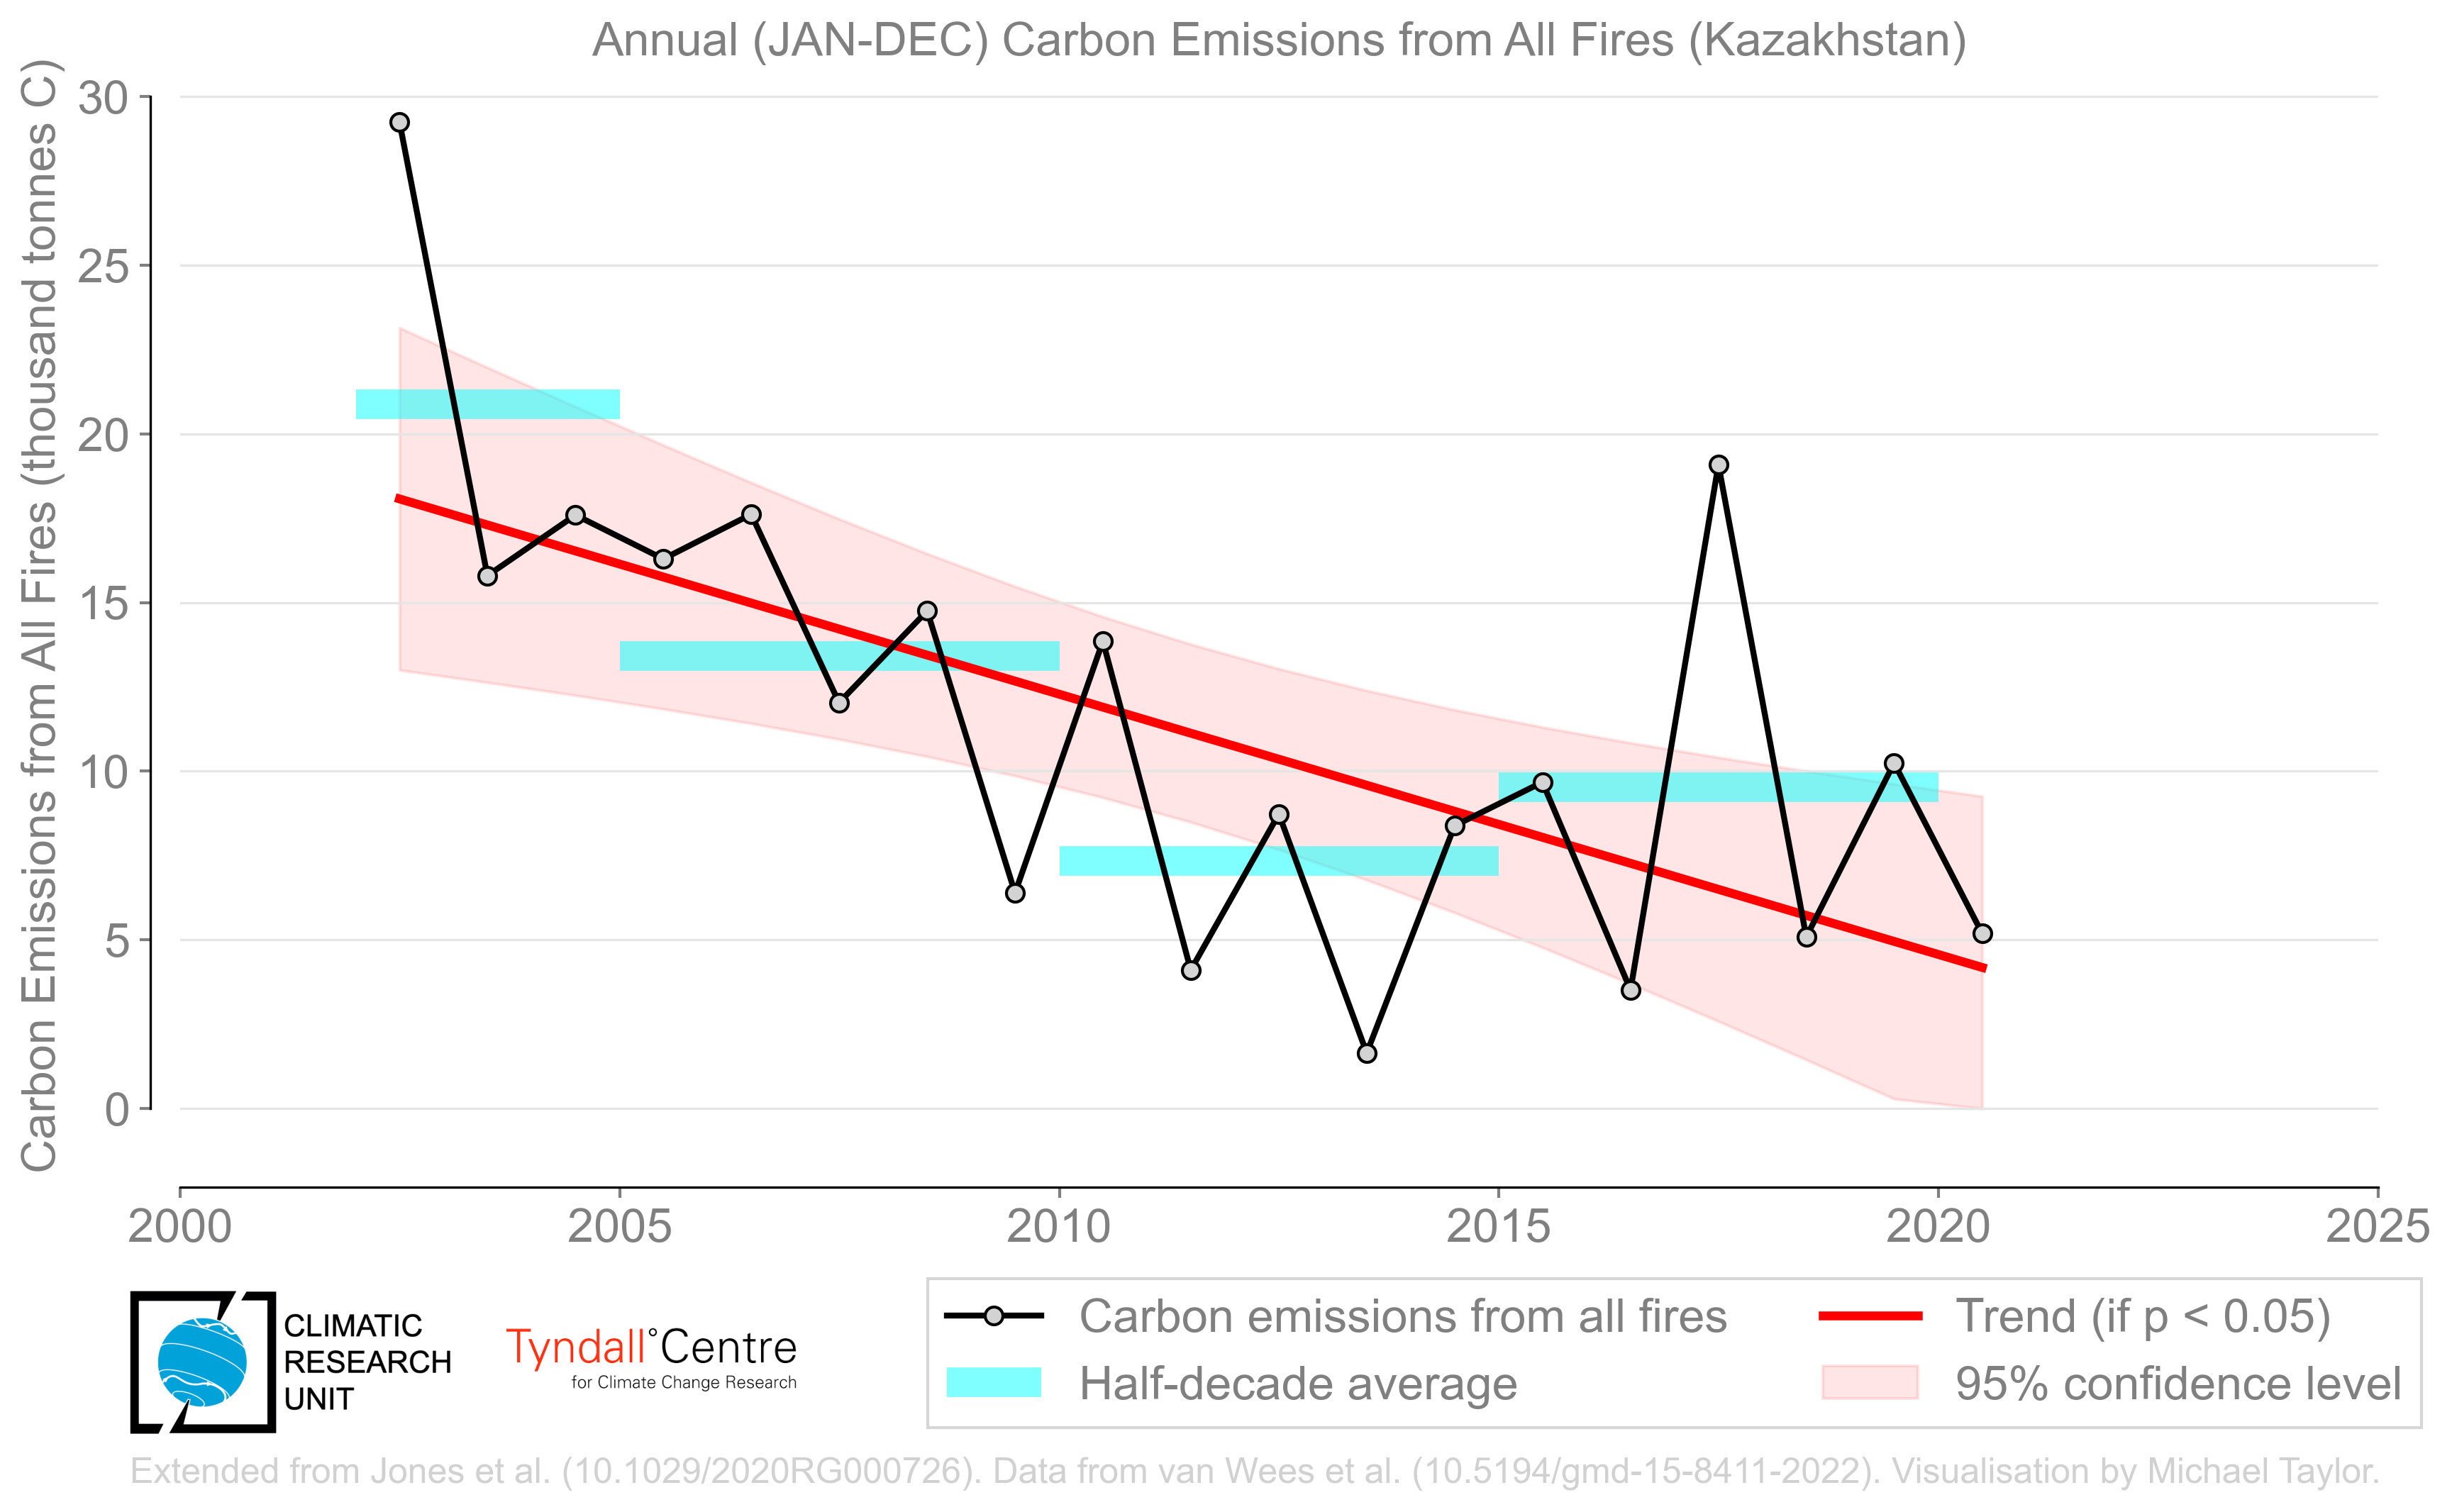 Annual (JAN-DEC) Carbon Emissions from All Fires (Kazakhstan)
Carbon Emissions from All Fires (thousand tonnes C)
30
25
20
15
10
5
0
2000
2005
2010
2015
2020
2025
CLIMATIC
RESEARCH
UNIT
Tyndall°Centre
for Climate Change Research
Carbon emissions from all fires
Half-decade average
Trend (if p < 0.05)
95% confidence level
Extended from Jones et al. (10.1029/2020RG000726). Data from van Wees et al. (10.5194/gmd-15-8411-2022). Visualisation by Michael Taylor.